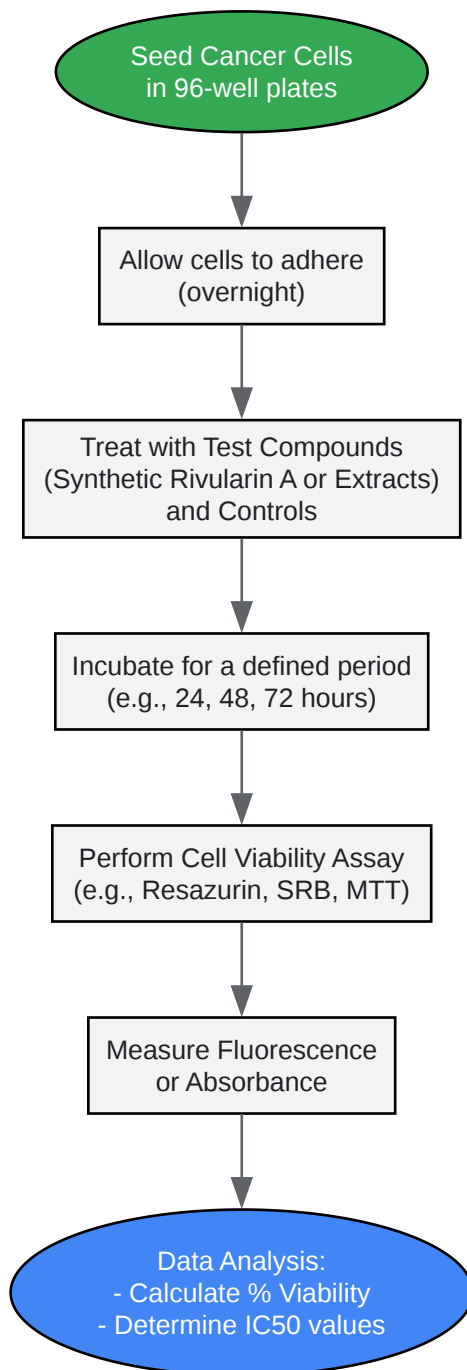 Seed Cancer Cells
in 96-well plates
Allow cells to adhere
(overnight)
Treat with Test Compounds
(Synthetic Rivularin A or Extracts)
and Controls
Incubate for a defined period
(e.g., 24, 48, 72 hours)
Perform Cell Viability Assay
(e.g., Resazurin, SRB, MTT)
Measure Fluorescence
or Absorbance
Data Analysis:
- Calculate % Viability
- Determine IC50 values